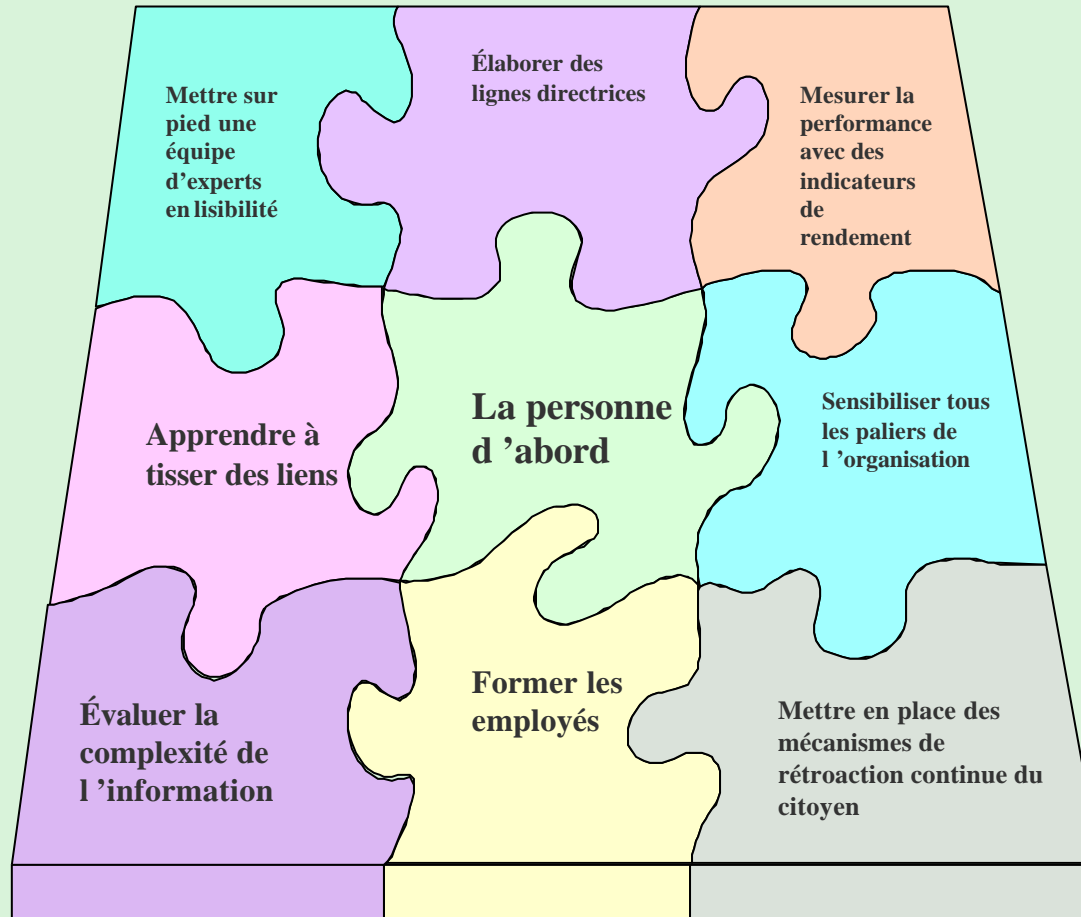 Mettre sur
pied une
équipe
d’experts
en lisibilité
Élaborer des
lignes directrices
Mesurer la
performance
avec des
indicateurs
de
rendement
Apprendre à
tisser des liens
La personne
d ’abord
Sensibiliser tous
les paliers de
l ’organisation
Évaluer la
complexité de
l ’information
Former les
employés
Mettre en place des
mécanismes de
rétroaction continue du
citoyen